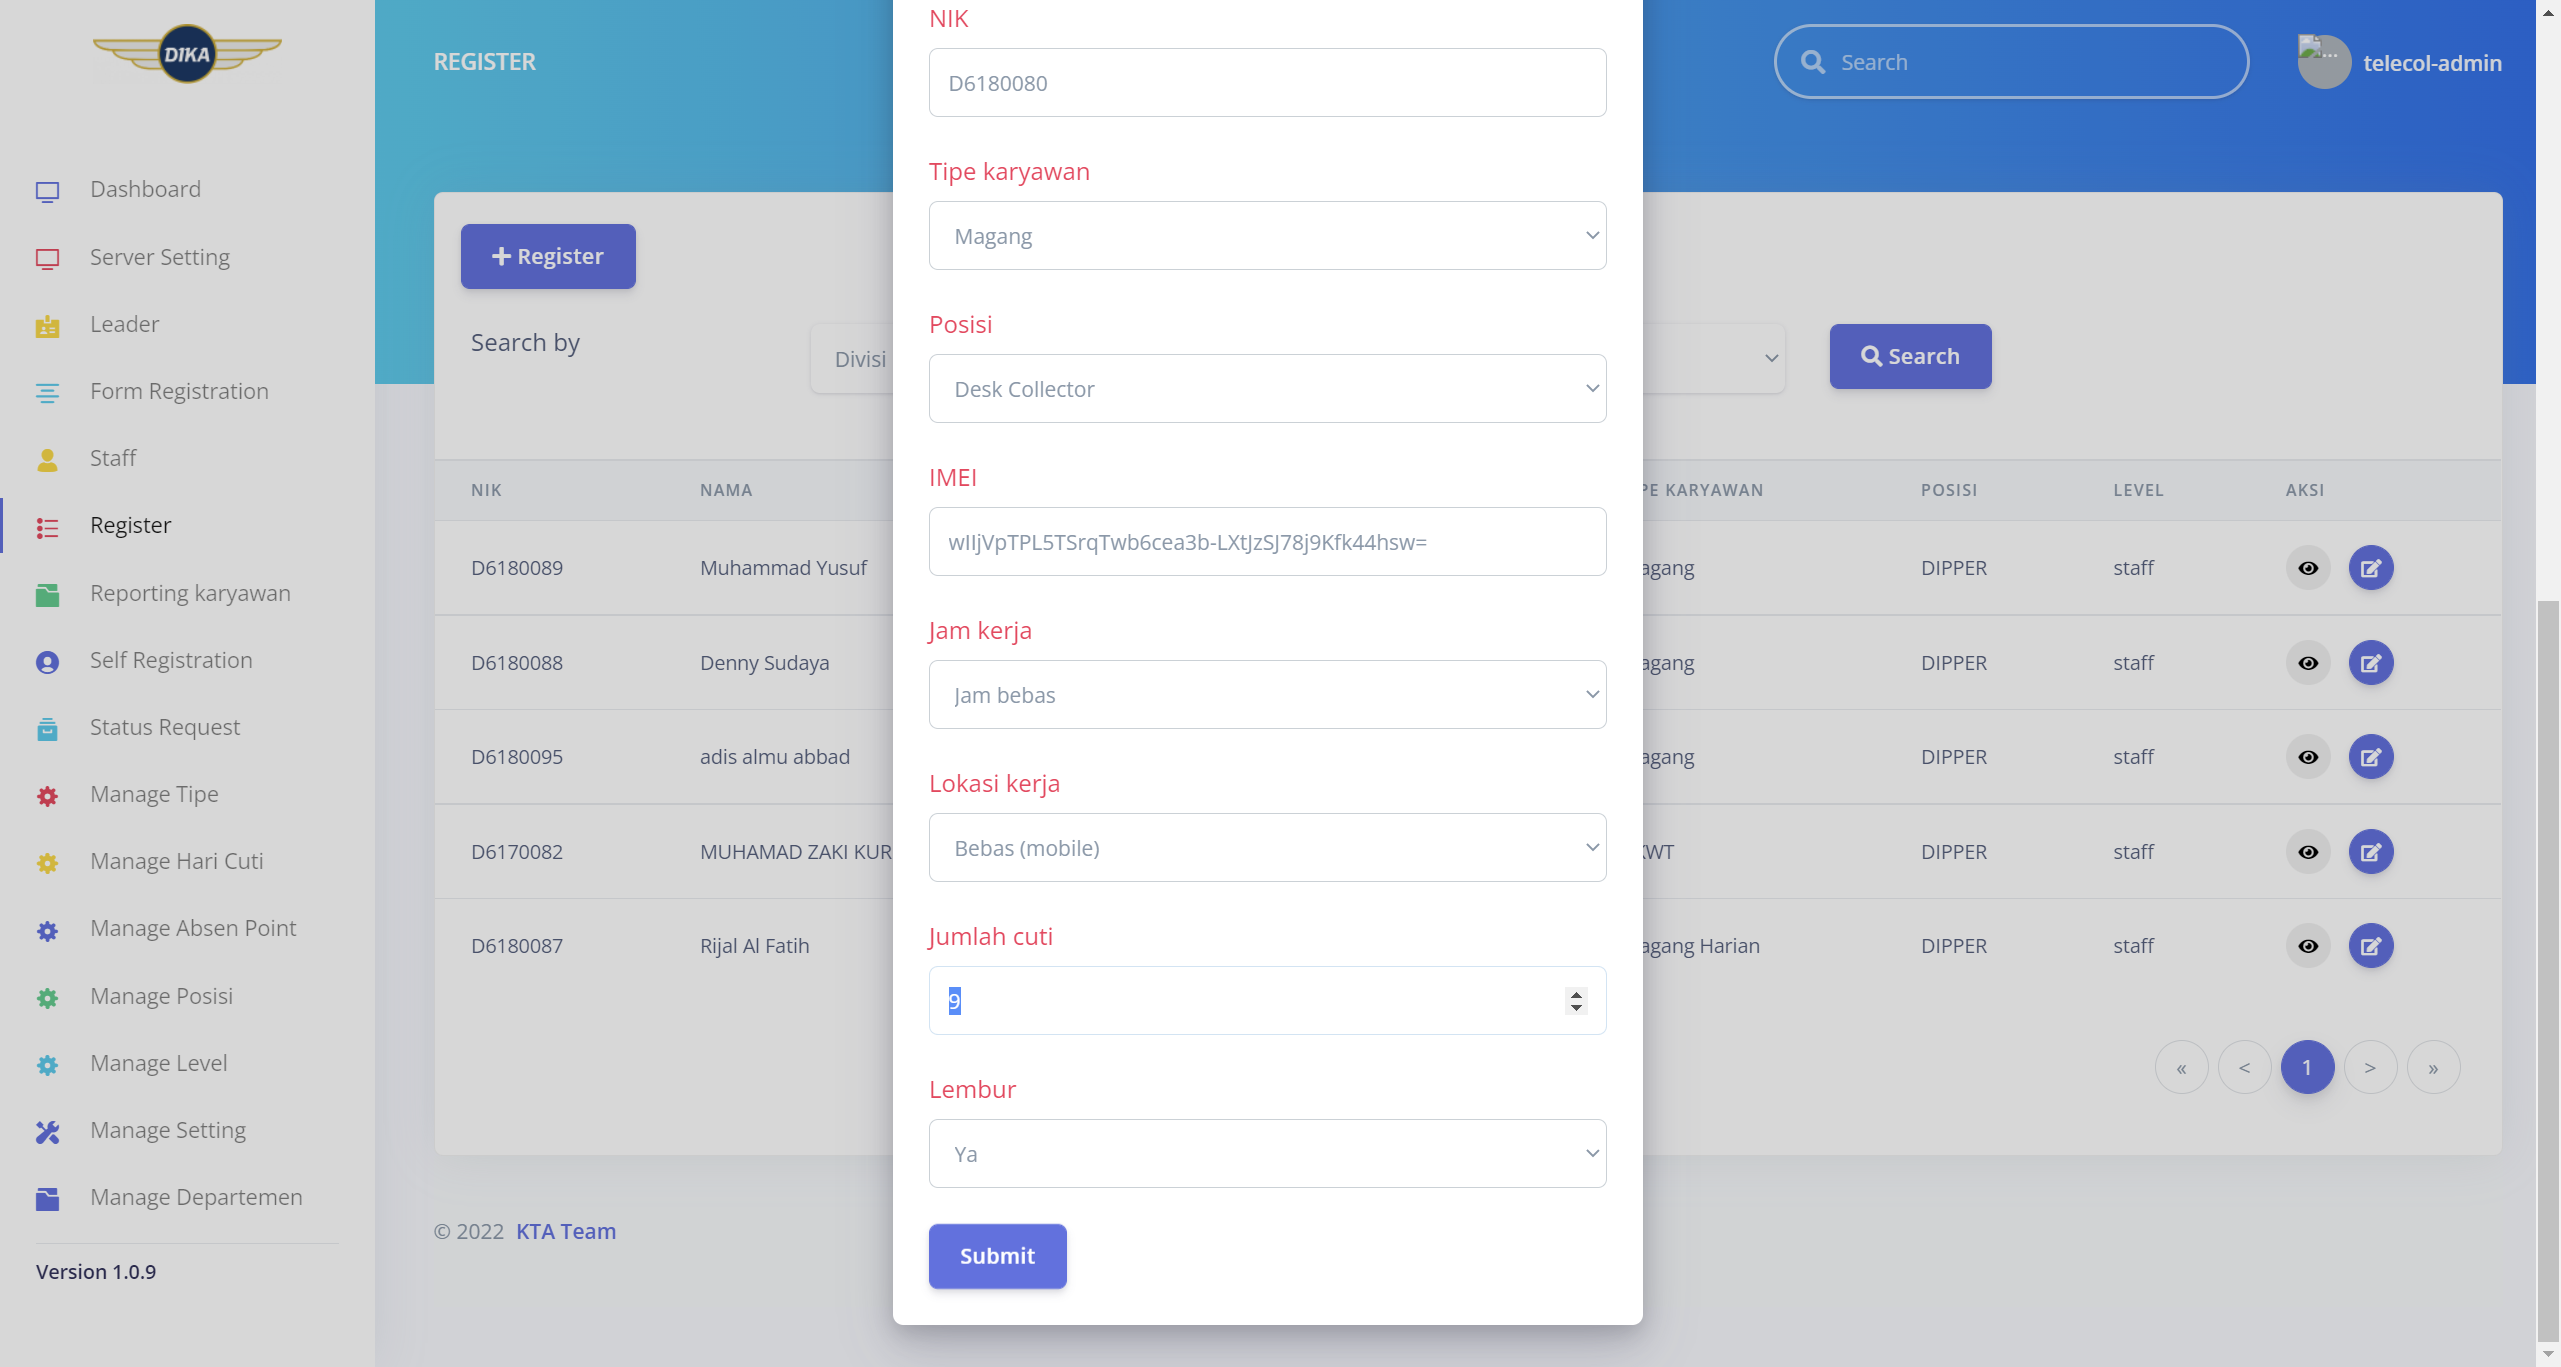 DIKA
Dashboard
Server Setting
Leader
Form Registration
Staff
Register
Reporting karyawan
Self Registration
Status Request
Manage Tipe
Manage Hari Cuti
Manage Absen Point
Manage Posisi
Manage Level
Manage Setting
Manage Departemen
Version 1.0.9
REGISTER
Search
telecol-admin
Register
Search by
Divisi
Search
NIK NAMA PE KARYAWAN POSISI LEVEL AKSI
D6180089 Muhammad Yusuf agang DIPPER staff
D6180088 Denny Sudaya agang DIPPER staff
D6180095 adis almu abbad agang DIPPER staff
D6170082 MUHAMAD ZAKI KUR WT DIPPER staff
D6180087 Rijal Al Fatih agang Harian DIPPER staff
« < 1 > »
© 2022 KTA Team
NIK
D6180080
Tipe karyawan
Magang
Posisi
Desk Collector
IMEI
wIIjVpTPL5TSrqTwb6cea3b-LXtJzSJ78j9Kfk44hsw=
Jam kerja
Jam bebas
Lokasi kerja
Bebas (mobile)
Jumlah cuti
9
Lembur
Ya
Submit